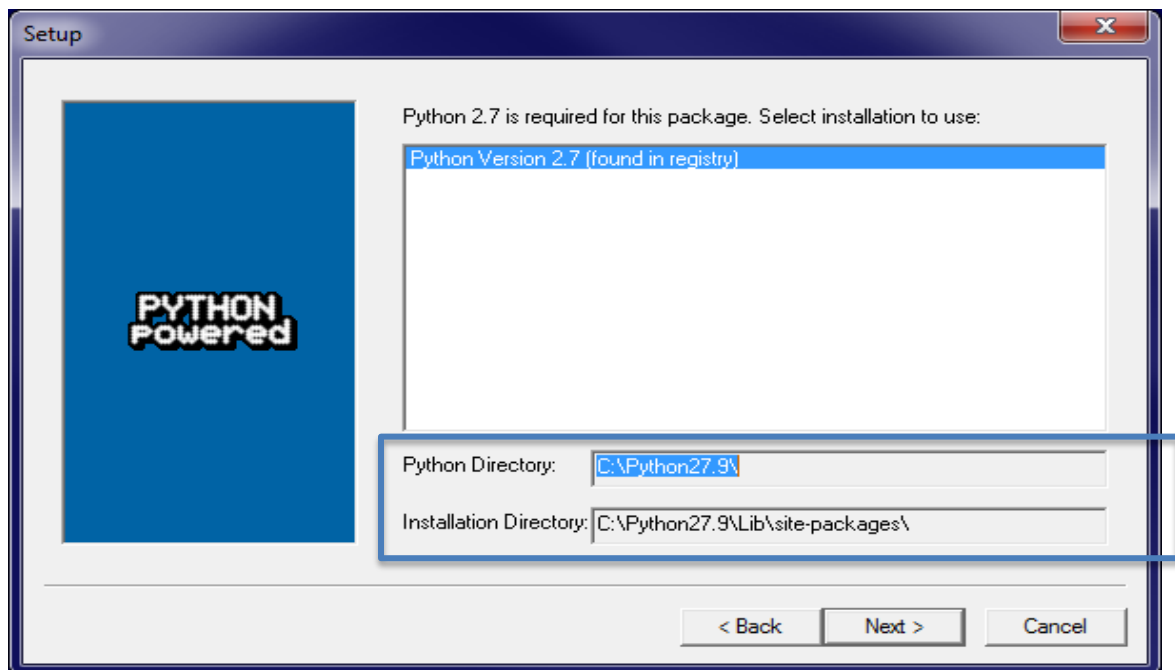 Setup
Python 2.7 is required for this package. Select installation to use:
Python Version 2.7 (found in registry)
PYTHON
powered
Python Directory: C:\Python27.9\
Installation Directory: C:\Python27.9\Lib\site-packages\
< Back Next > Cancel